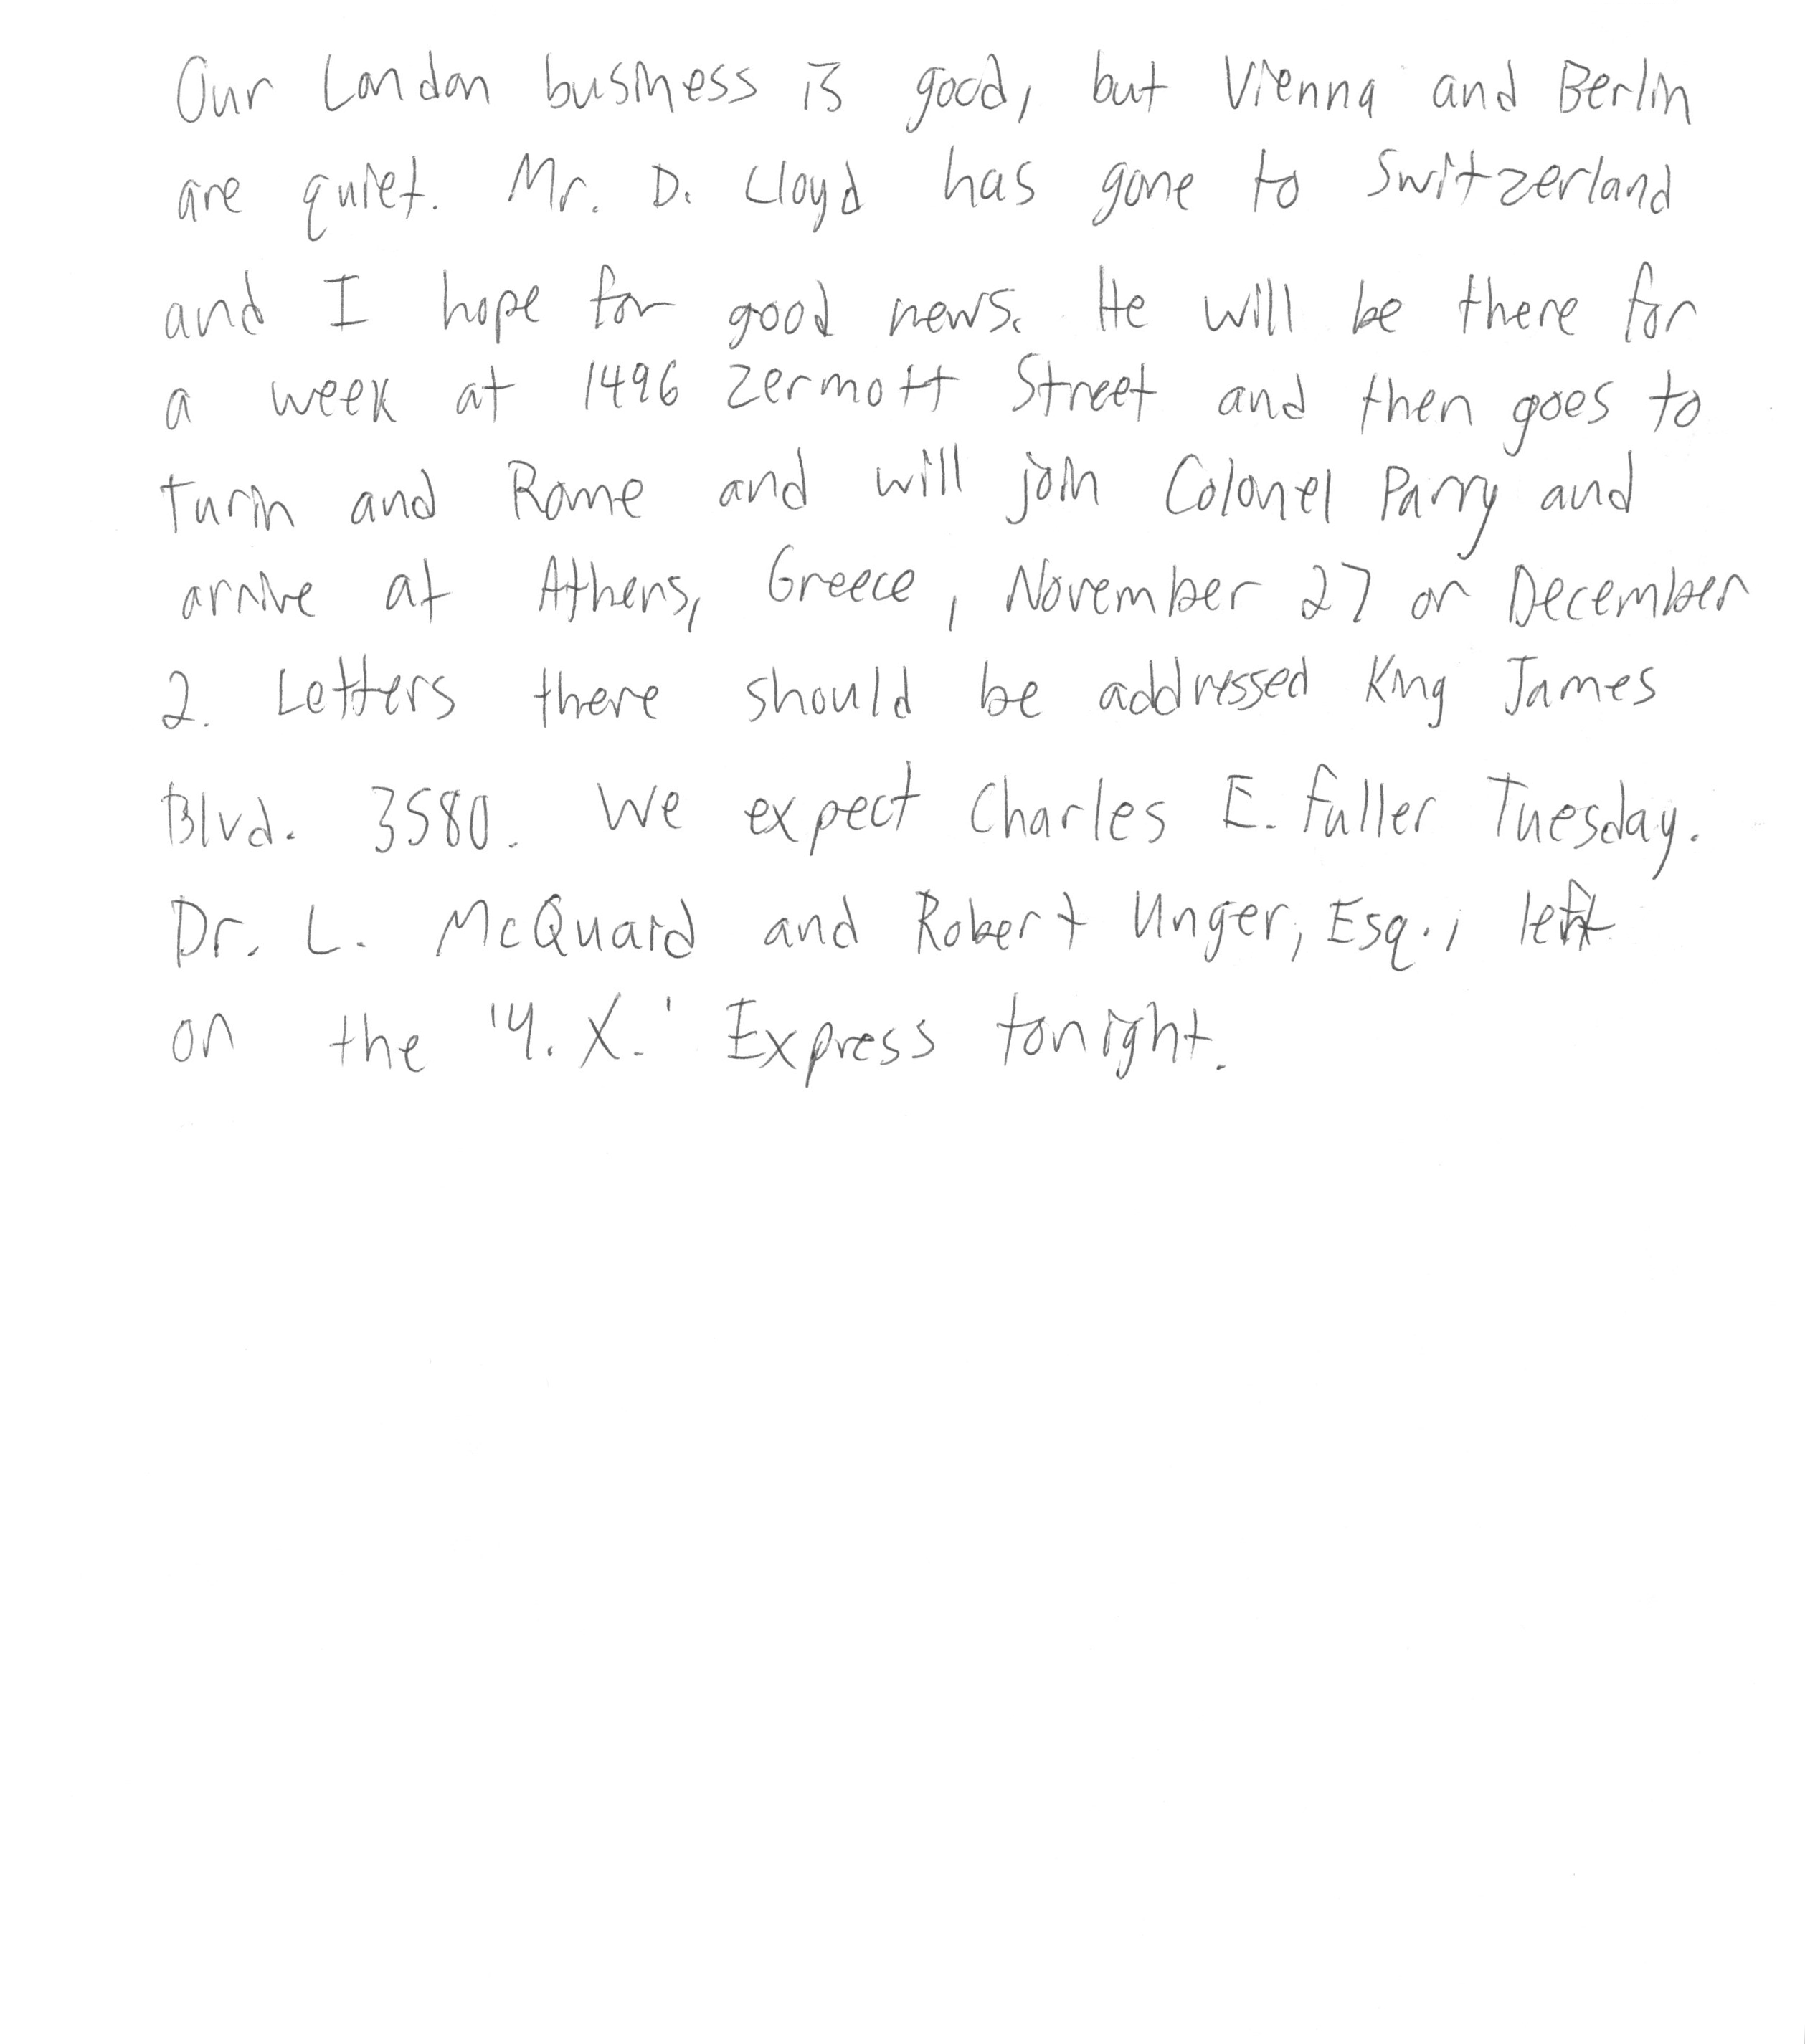 Our London business is good, but Vienna and Berlin
are quiet. Mr. D. Lloyd has gone to Switzerland
and I hope for good news. He will be there for
a week at 1496 Zermott Street and then goes to
Turin and Rome and will join Colonel Parry and
arrive at Athens, Greece, November 27 or December
2. Letters there should be addressed King James
Blvd. 3580. We expect Charles E. Fuller Tuesday.
Dr. L. McQuaid and Robert Unger, Esq., left
on the 'Y. X.' Express tonight.